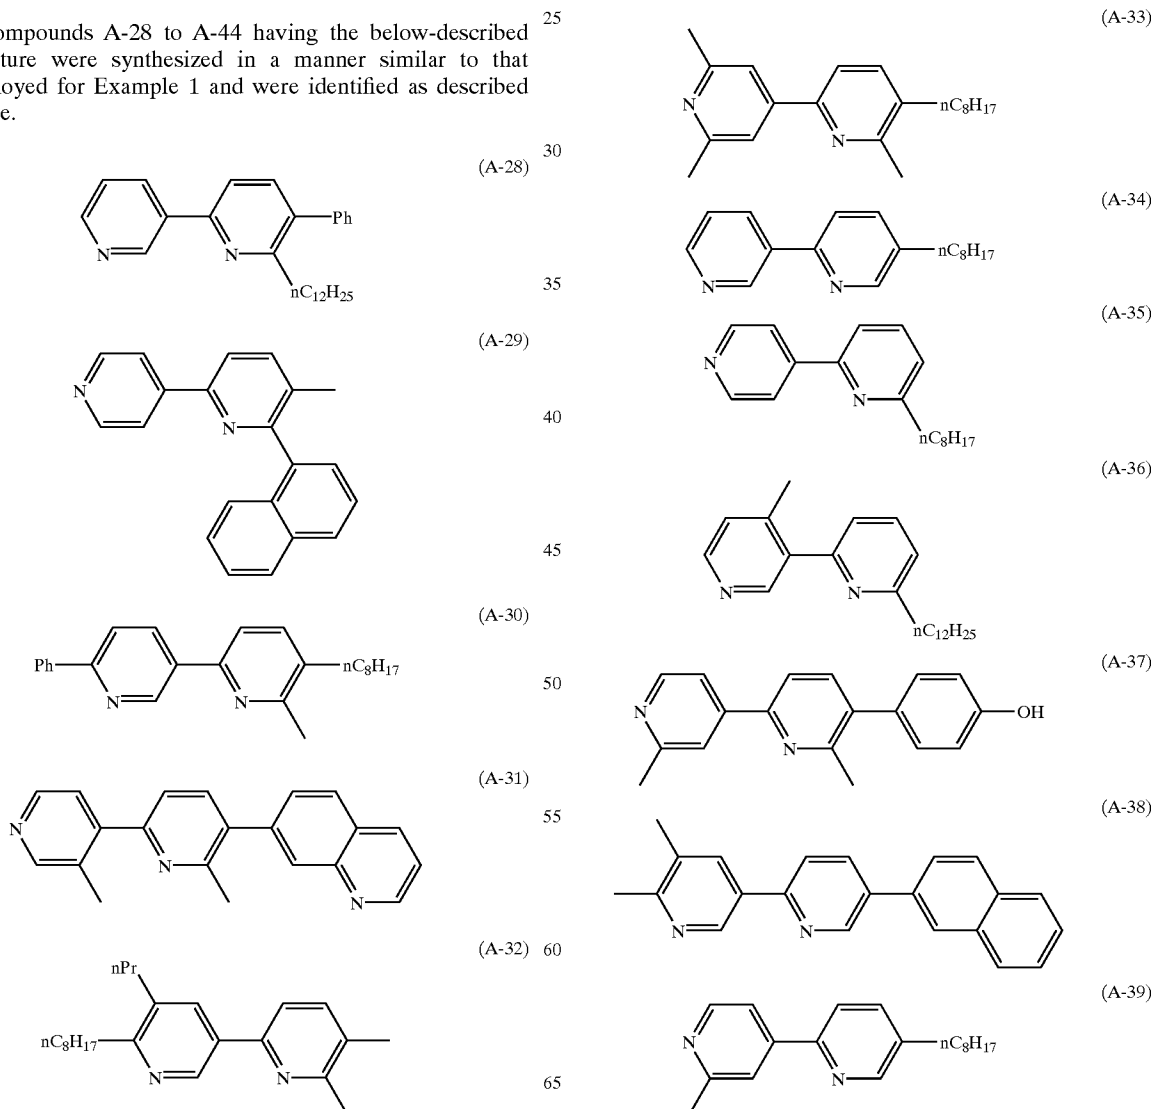 ompounds A-28 to A-44 having the below-described
ture were synthesized in a manner similar to that
loyed for Example 1 and were identified as described
e.
(A-28)
Ph
N
N
nC12H25
(A-29)
N
N
(A-30)
Ph
nC8H17
N
N
(A-31)
N
N
N
(A-32)
nPr
nC8H17
N
N
25
30
35
40
45
50
55
60
65
(A-33)
N
nC8H17
N
(A-34)
nC8H17
N
N
(A-35)
N
N
nC8H17
(A-36)
N
N
nC12H25
(A-37)
N
OH
N
(A-38)
N
N
(A-39)
N
nC8H17
N